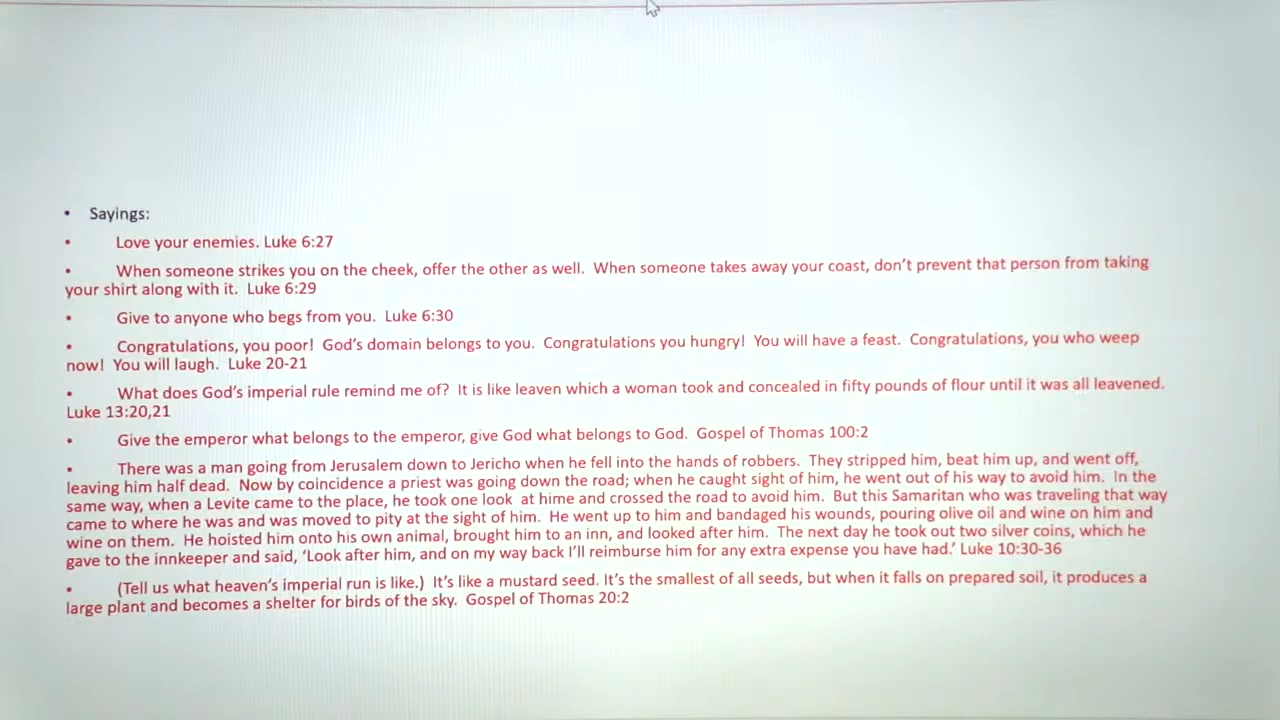 • Sayings:
• Love your enemies. Luke 6:27
• When someone strikes you on the cheek, offer the other as well. When someone takes away your coast, don't prevent that person from taking
your shirt along with it. Luke 6:29
• Give to anyone who begs from you. Luke 6:30
• Congratulations, you poor! God's domain belongs to you. Congratulations you hungry! You will have a feast. Congratulations, you who weep
now! You will laugh. Luke 20-21
• What does God's imperial rule remind me of? It is like leaven which a woman took and concealed in fifty pounds of flour until it was all leavened.
Luke 13:20,21
• Give the emperor what belongs to the emperor, give God what belongs to God. Gospel of Thomas 100:2
• There was a man going from Jerusalem down to Jericho when he fell into the hands of robbers. They stripped him, beat him up, and went off,
leaving him half dead. Now by coincidence a priest was going down the road; when he caught sight of him, he went out of his way to avoid him. In the
same way, when a Levite came to the place, he took one look at hime and crossed the road to avoid him. But this Samaritan who was traveling that way
came to where he was and was moved to pity at the sight of him. He went up to him and bandaged his wounds, pouring olive oil and wine on him and
wine on them. He hoisted him onto his own animal, brought him to an inn, and looked after him. The next day he took out two silver coins, which he
gave to the innkeeper and said, 'Look after him, and on my way back I'll reimburse him for any extra expense you have had.' Luke 10:30-36
• (Tell us what heaven's imperial run is like.) It's like a mustard seed. It's the smallest of all seeds, but when it falls on prepared soil, it produces a
large plant and becomes a shelter for birds of the sky. Gospel of Thomas 20:2